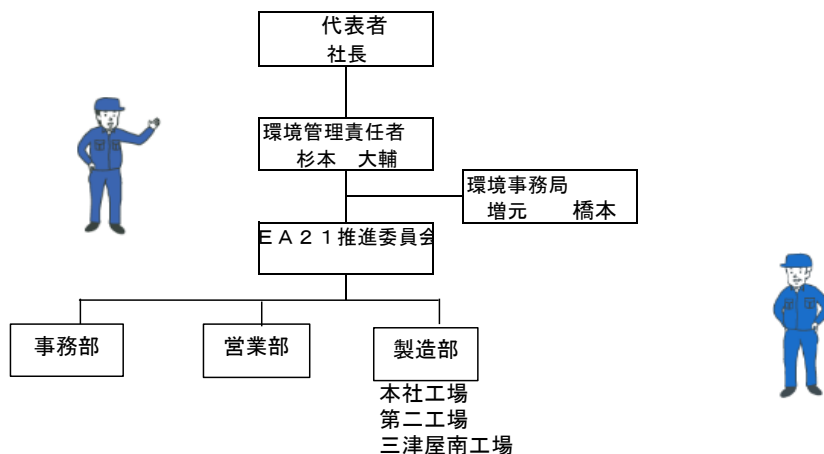 代表者
社長
環境管理責任者
杉本　大輔
環境事務局
増元　　橋本
ＥＡ２１推進委員会
事務部
営業部
製造部
本社工場
第二工場
三津屋南工場